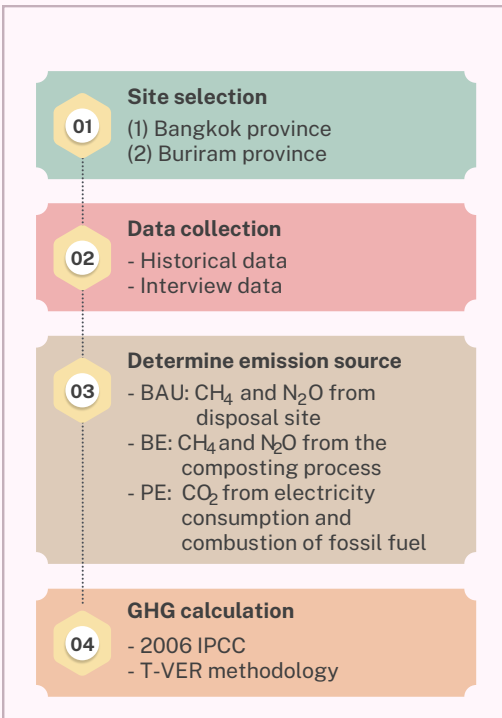 01
Site selection
(1) Bangkok province
(2) Buriram province
02
Data collection
- Historical data
- Interview data
03
Determine emission source
- BAU: CH₄ and N₂O from
disposal site
- BE: CH₄ and N₂O from the
composting process
- PE: CO₂ from electricity
consumption and
combustion of fossil fuel
04
GHG calculation
- 2006 IPCC
- T-VER methodology